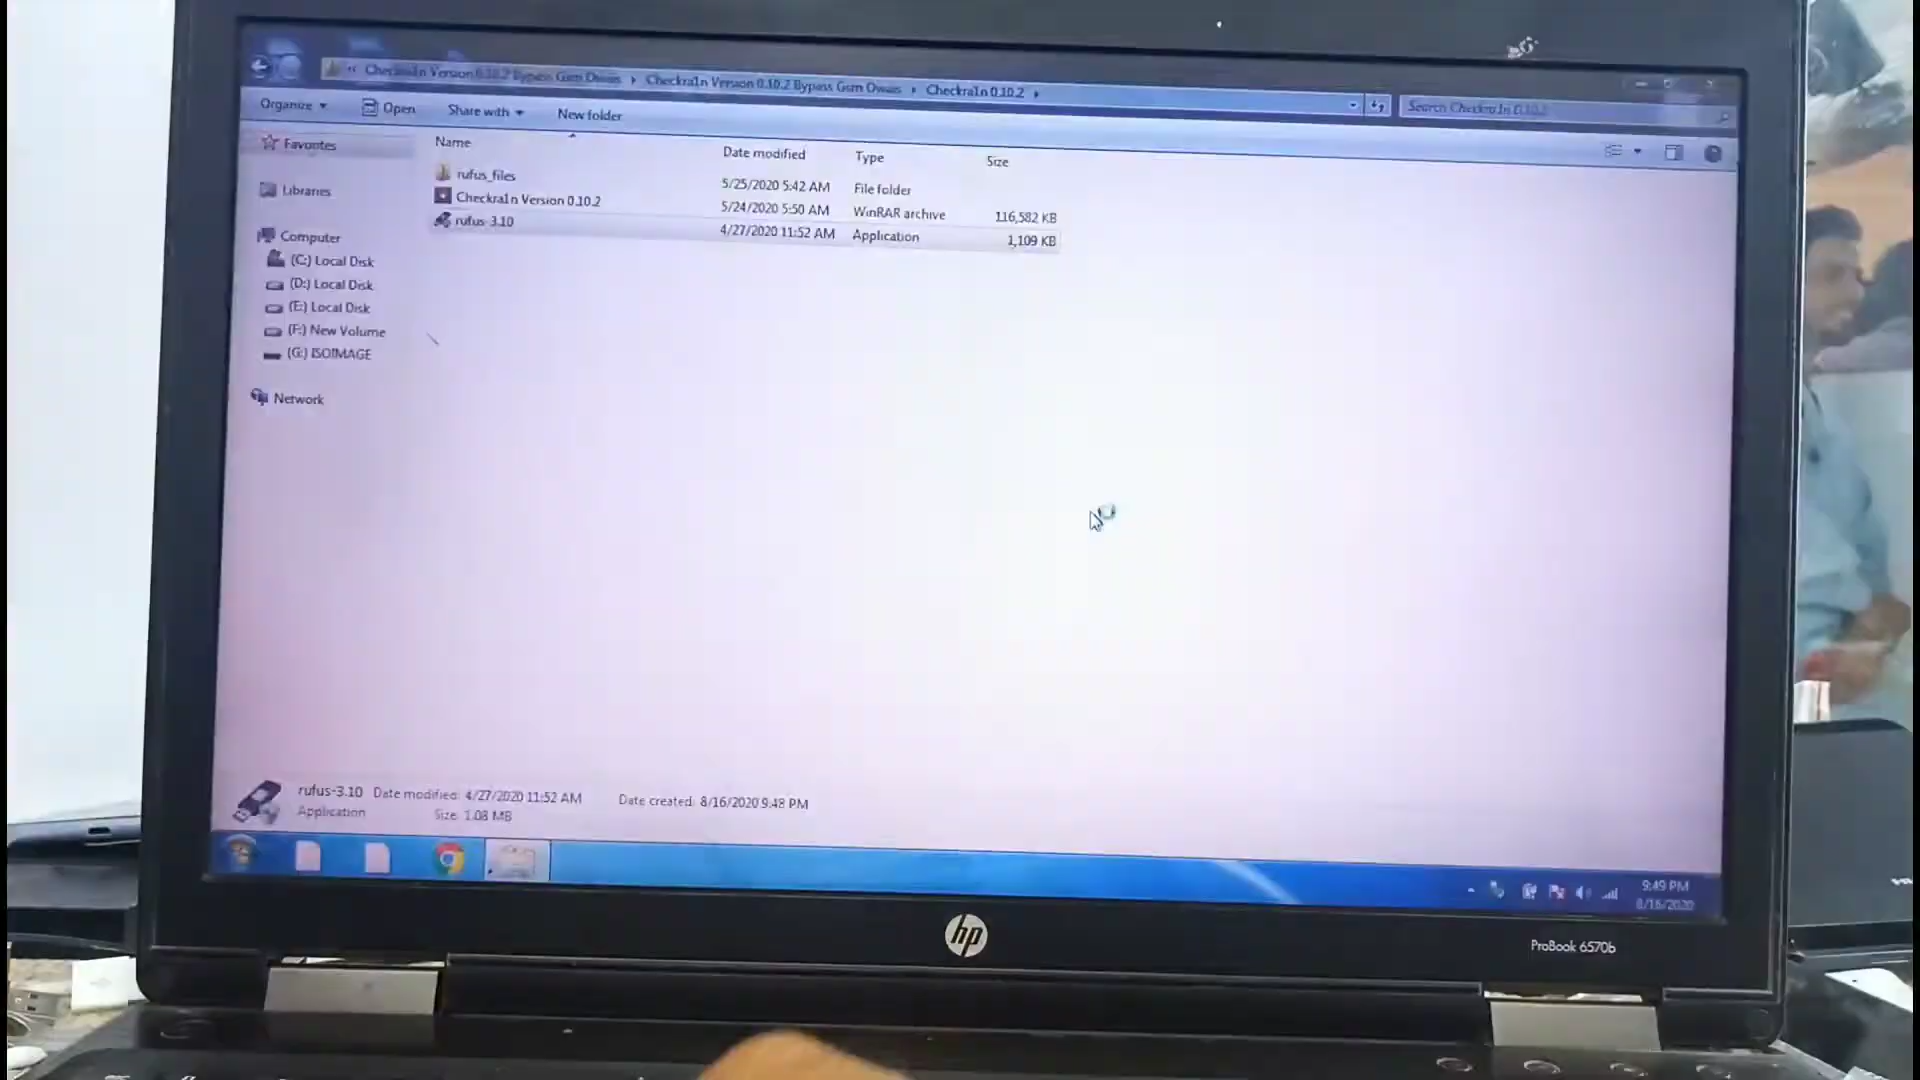 Checkra1n Version 0.10.2 Bypass Gsm Owais
Checkra1n Version 0.10.2 Bypass Gsm Owais
Checkra1n 0.10.2
Search Checkra1n 0.10.2
Organize
Open
Share with
New folder
Name
Date modified
Type
Size
rufus_files
5/25/2020 5:42 AM
File folder
Checkra1n Version 0.10.2
5/24/2020 5:50 AM
WinRAR archive
116,582 KB
rufus-3.10
4/27/2020 11:52 AM
Application
1,109 KB
Favorites
Libraries
Computer
(C:) Local Disk
(D:) Local Disk
(E:) Local Disk
(F:) New Volume
(G:) ISOIMAGE
Network
rufus-3.10 Date modified: 4/27/2020 11:52 AM Date created: 8/16/2020 9:48 PM
Application Size: 1.08 MB
9:49 PM
8/16/2020
hp
ProBook 6570b